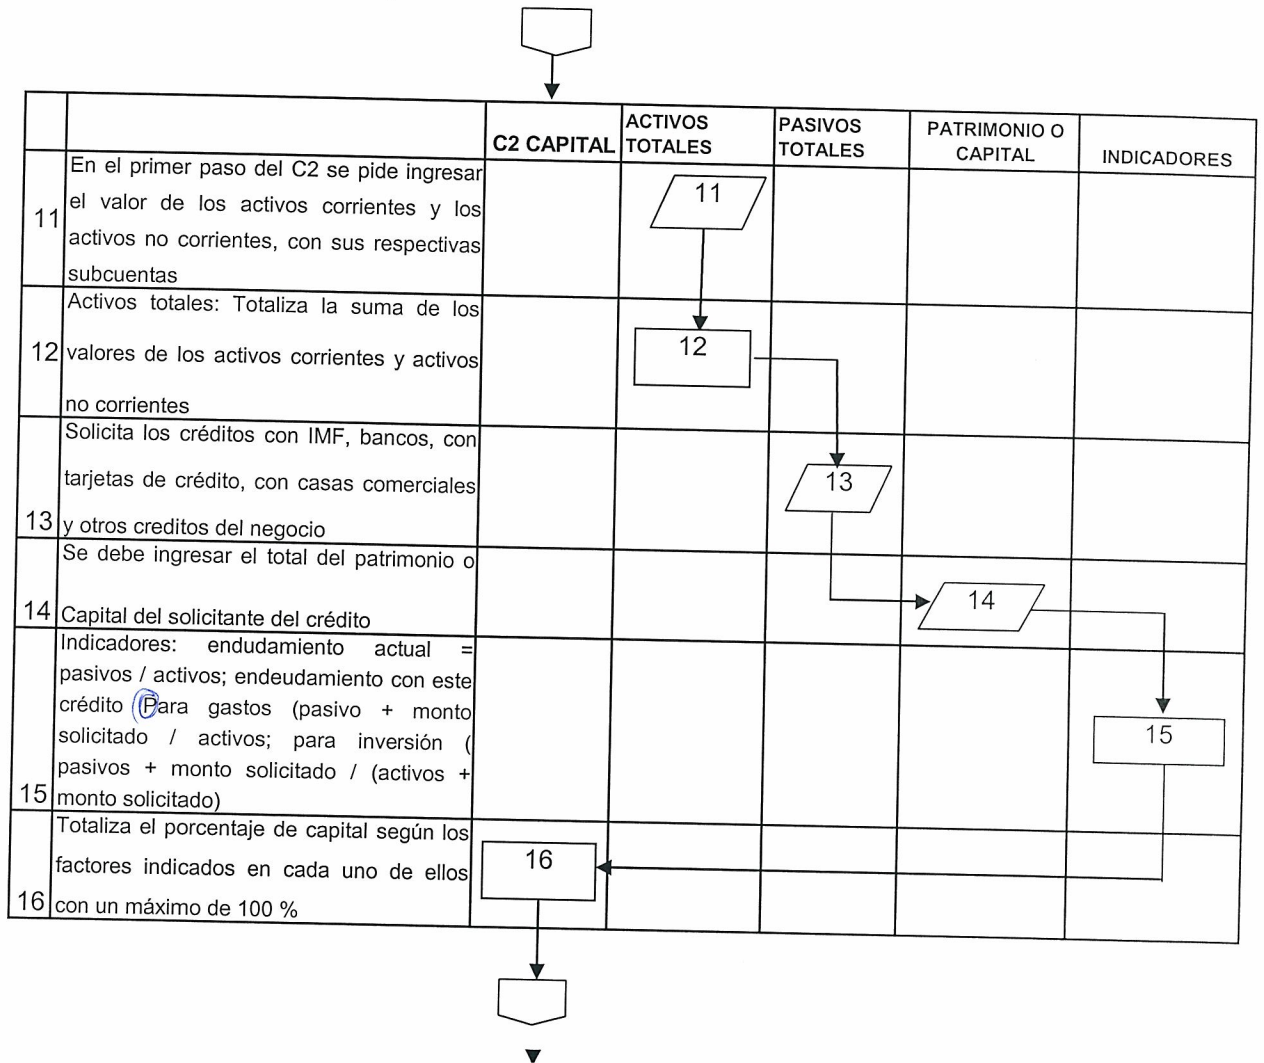 C2 CAPITAL
ACTIVOS
TOTALES
PASIVOS
TOTALES
PATRIMONIO O
CAPITAL
INDICADORES
11
En el primer paso del C2 se pide ingresar
el valor de los activos corrientes y los
activos no corrientes, con sus respectivas
subcuentas
11
12
Activos totales: Totaliza la suma de los
valores de los activos corrientes y activos
no corrientes
12
13
Solicita los créditos con IMF, bancos, con
tarjetas de crédito, con casas comerciales
y otros creditos del negocio
13
14
Se debe ingresar el total del patrimonio o
Capital del solicitante del crédito
14
15
Indicadores: endudamiento actual =
pasivos / activos; endeudamiento con este
crédito (Para gastos (pasivo + monto
solicitado / activos; para inversión (
pasivos + monto solicitado / (activos +
monto solicitado)
15
16
Totaliza el porcentaje de capital según los
factores indicados en cada uno de ellos
con un máximo de 100 %
16